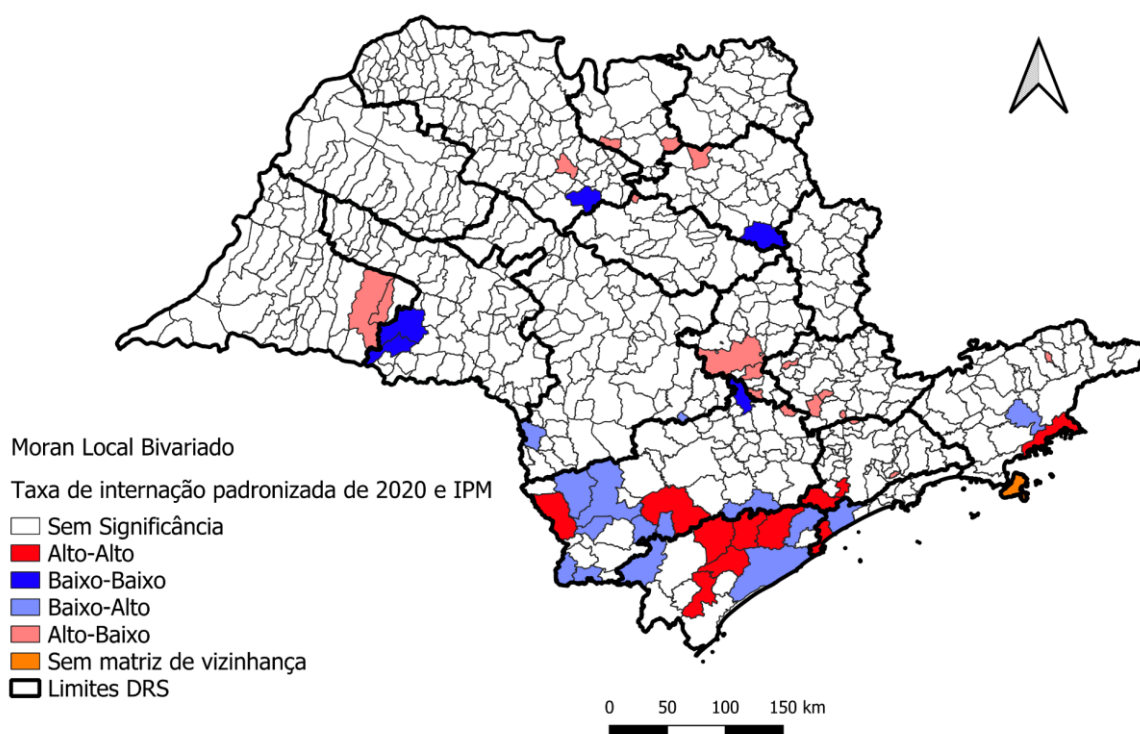 Moran Local Bivariado
Taxa de internação padronizada de 2020 e IPM
Sem Significância
Alto-Alto
Baixo-Baixo
Baixo-Alto
Alto-Baixo
Sem matriz de vizinhança
Limites DRS
0 50 100 150 km